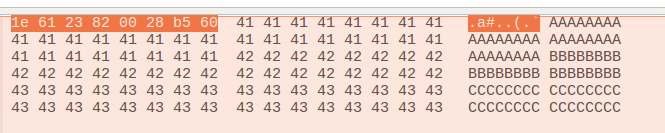 1e 61 23 82 00 28 b5 60 41 41 41 41 41 41 41 41 .a#..(.` AAAAAAAA
41 41 41 41 41 41 41 41 41 41 41 41 41 41 41 41 AAAAAAAA AAAAAAAA
41 41 41 41 41 41 41 41 42 42 42 42 42 42 42 42 AAAAAAAA BBBBBBBB
42 42 42 42 42 42 42 42 42 42 42 42 42 42 42 42 BBBBBBBB BBBBBBBB
43 43 43 43 43 43 43 43 43 43 43 43 43 43 43 43 CCCCCCCC CCCCCCCC
43 43 43 43 43 43 43 43 43 43 43 43 43 43 43 43 CCCCCCCC CCCCCCCC